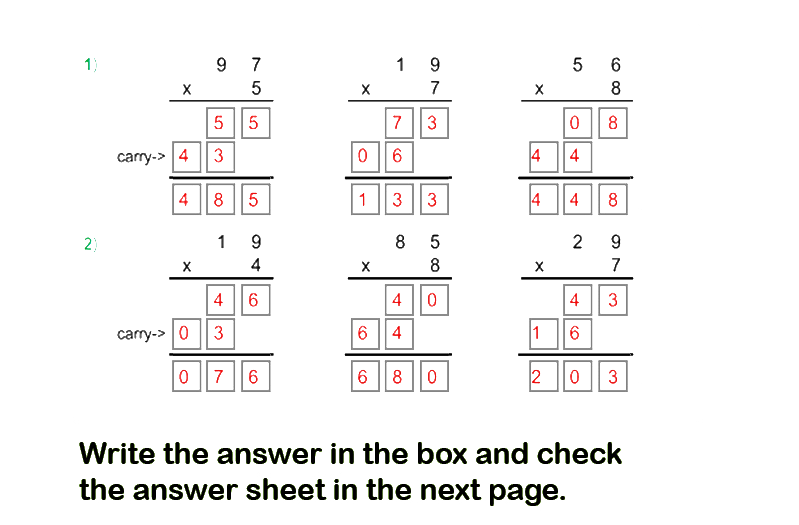 1) 9 7 1 9 5 6
x 5 x 7 x 8
5 5 7 3 0 8
carry-> 4 3 0 6 4 4
4 8 5 1 3 3 4 4 8
2) 1 9 8 5 2 9
x 4 x 8 x 7
4 6 4 0 4 3
carry-> 0 3 6 4 1 6
0 7 6 6 8 0 2 0 3
Write the answer in the box and check
the answer sheet in the next page.